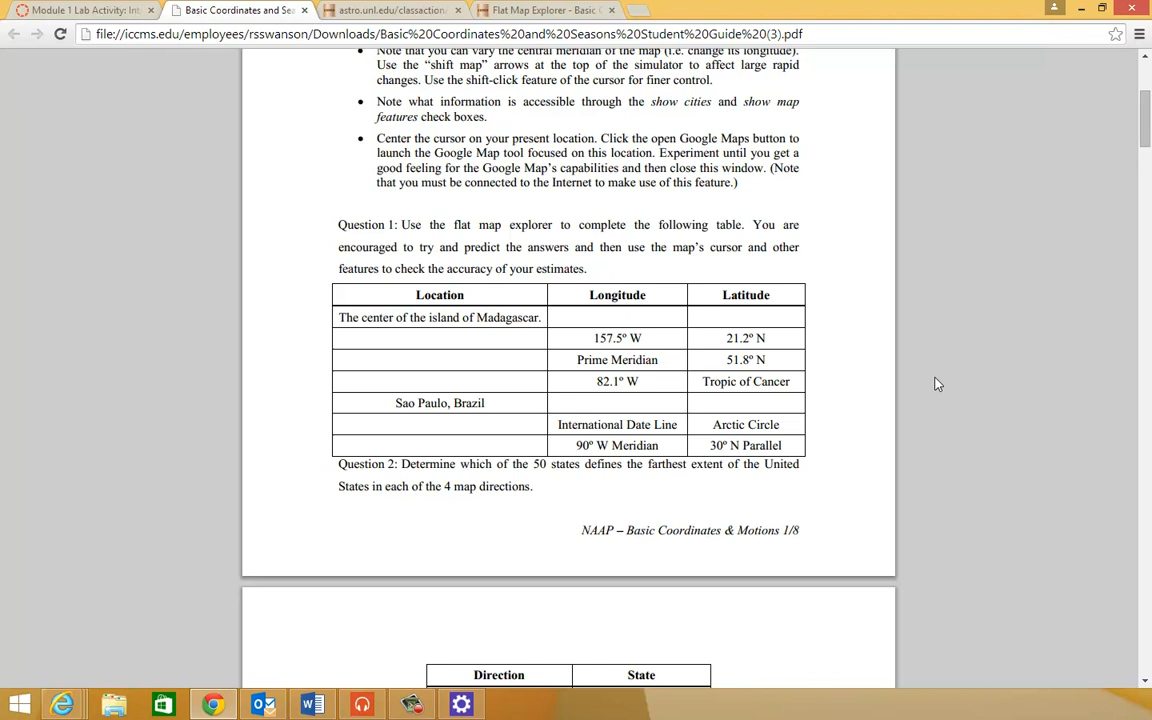 Module 1 Lab Activity: Int
Basic Coordinates and Sea
astro.unl.edu/classaction
Flat Map Explorer - Basic C
file://iccms.edu/employees/rsswanson/Downloads/Basic%20Coordinates%20and%20Seasons%20Student%20Guide%20(3).pdf
Note that you can vary the central meridian of the map (i.e. change its longitude).
Use the “shift map” arrows at the top of the simulator to affect large rapid
changes. Use the shift-click feature of the cursor for finer control.
Note what information is accessible through the show cities and show map
features check boxes.
Center the cursor on your present location. Click the open Google Maps button to
launch the Google Map tool focused on this location. Experiment until you get a
good feeling for the Google Map’s capabilities and then close this window. (Note
that you must be connected to the Internet to make use of this feature.)
Question 1: Use the flat map explorer to complete the following table. You are
encouraged to try and predict the answers and then use the map’s cursor and other
features to check the accuracy of your estimates.
Location Longitude Latitude
The center of the island of Madagascar.
157.5º W 21.2º N
Prime Meridian 51.8º N
82.1º W Tropic of Cancer
Sao Paulo, Brazil
International Date Line Arctic Circle
90º W Meridian 30º N Parallel
Question 2: Determine which of the 50 states defines the farthest extent of the United
States in each of the 4 map directions.
NAAP – Basic Coordinates & Motions 1/8
Direction State